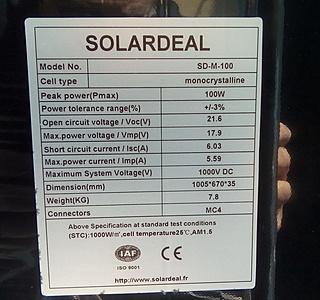 SOLARDEAL
Model No. SD-M-100
Cell type monocrystalline
Peak power(Pmax) 100W
Power tolerance range(%) +/-3%
Open circuit voltage / Voc(V) 21.6
Max.power voltage / Vmp(V) 17.9
Short circuit current / Isc(A) 6.03
Max.power current / Imp(A) 5.59
Maximum System Voltage(V) 1000V DC
Dimension(mm) 1005*670*35
Weight(KG) 7.8
Connectors MC4
Above Specification at standard test conditions
(STC):1000W/㎡,cell temperature25℃,AM1.5
IAF CE
ISO 9001
http://www.solardeal.fr